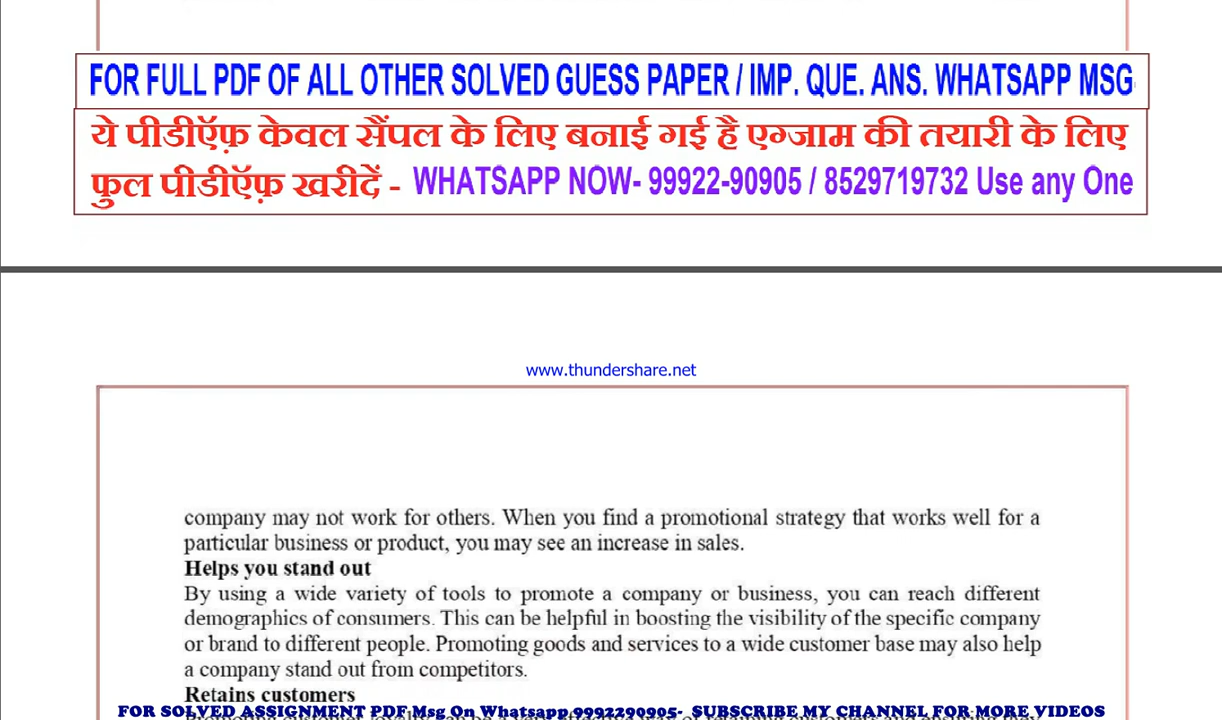 FOR FULL PDF OF ALL OTHER SOLVED GUESS PAPER / IMP. QUE. ANS. WHATSAPP MSG
ये पीडीऍफ़ केवल सैंपल के लिए बनाई गई है एग्जाम की तयारी के लिए
फुल पीडीऍफ़ खरीदें - WHATSAPP NOW- 99922-90905 / 8529719732 Use any One
www.thundershare.net
company may not work for others. When you find a promotional strategy that works well for a
particular business or product, you may see an increase in sales.
Helps you stand out
By using a wide variety of tools to promote a company or business, you can reach different
demographics of consumers. This can be helpful in boosting the visibility of the specific company
or brand to different people. Promoting goods and services to a wide customer base may also help
a company stand out from competitors.
Retains customers
FOR SOLVED ASSIGNMENT PDF Msg On Whatsapp 9992290905- SUBSCRIBE MY CHANNEL FOR MORE VIDEOS